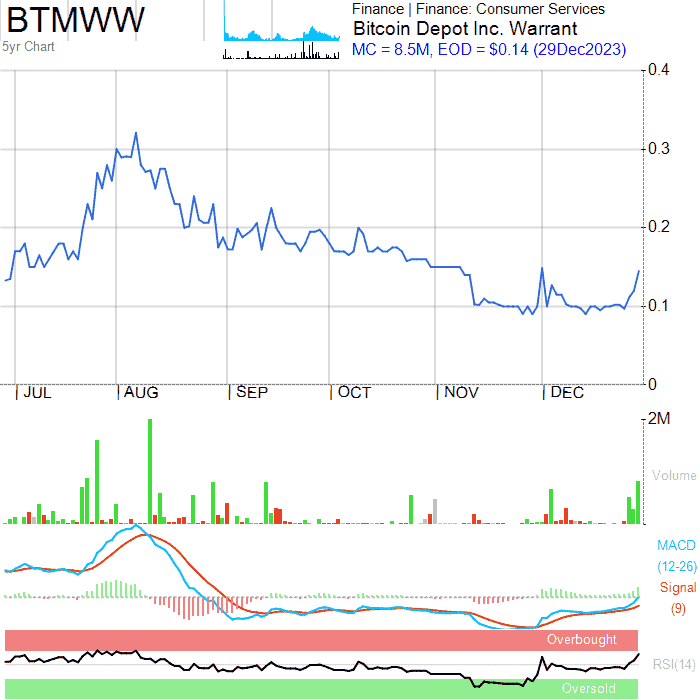 BTMWW
5yr Chart
Finance | Finance: Consumer Services
Bitcoin Depot Inc. Warrant
MC = 8.5M, EOD = $0.14 (29Dec2023)
0.4
0.3
0.2
0.1
0
JUL AUG SEP OCT NOV DEC
2M
Volume
MACD
(12-26)
Signal
(9)
Overbought
RSI(14)
Oversold